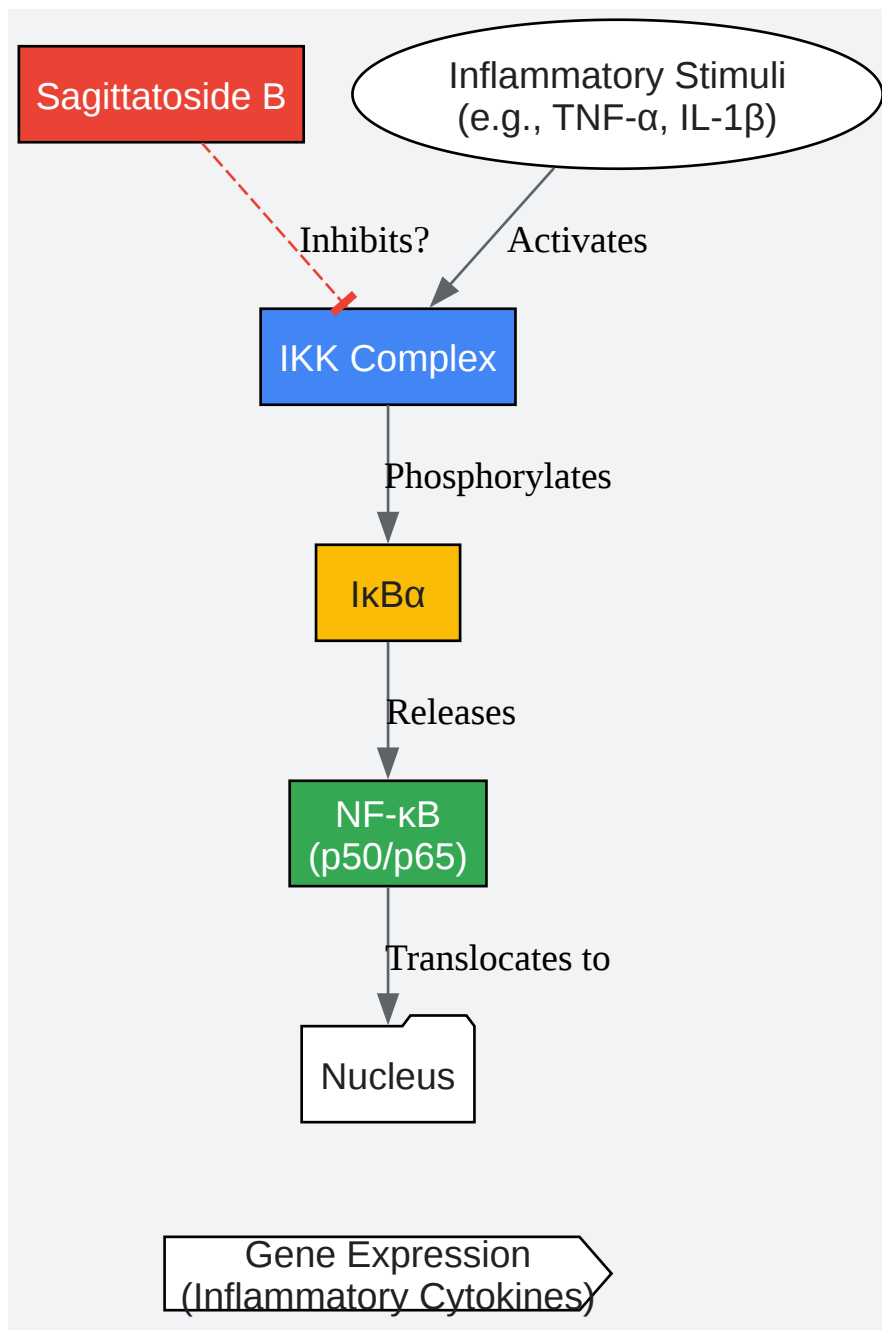 Sagittatoside B
Inflammatory Stimuli
(e.g., TNF-α, IL-1β)
Inhibits?
Activates
IKK Complex
Phosphorylates
IκBα
Releases
NF-κB
(p50/p65)
Translocates to
Nucleus
Gene Expression
(Inflammatory Cytokines)